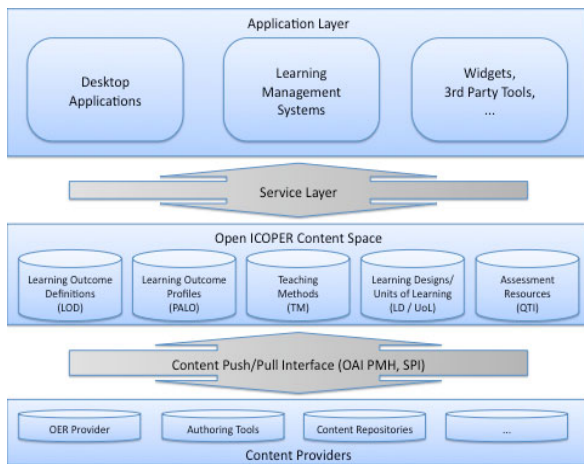 Application Layer
Desktop
Applications
Learning
Management
Systems
Widgets,
3rd Party Tools,
...
Service Layer
Open ICOPER Content Space
Learning Outcome
Definitions
(LOD)
Learning Outcome
Profiles
(PALO)
Teaching
Methods
(TM)
Learning Designs/
Units of Learning
(LD / UoL)
Assessment
Resources
(QTI)
Content Push/Pull Interface (OAI PMH, SPI)
OER Provider
Authoring Tools
Content Repositories
...
Content Providers